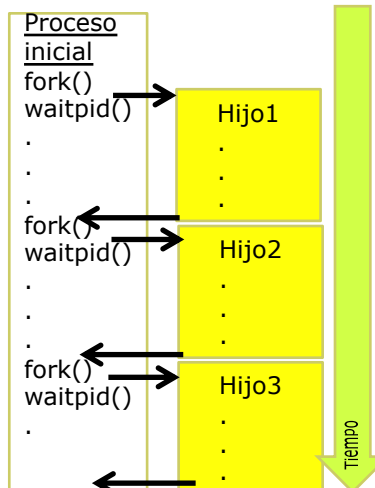 Proceso
inicial
fork()
waitpid()
.
.
.
fork()
waitpid()
.
.
.
fork()
waitpid()
.
Hijo1
.
.
.
Hijo2
.
.
.
Hijo3
.
.
.
Tiempo